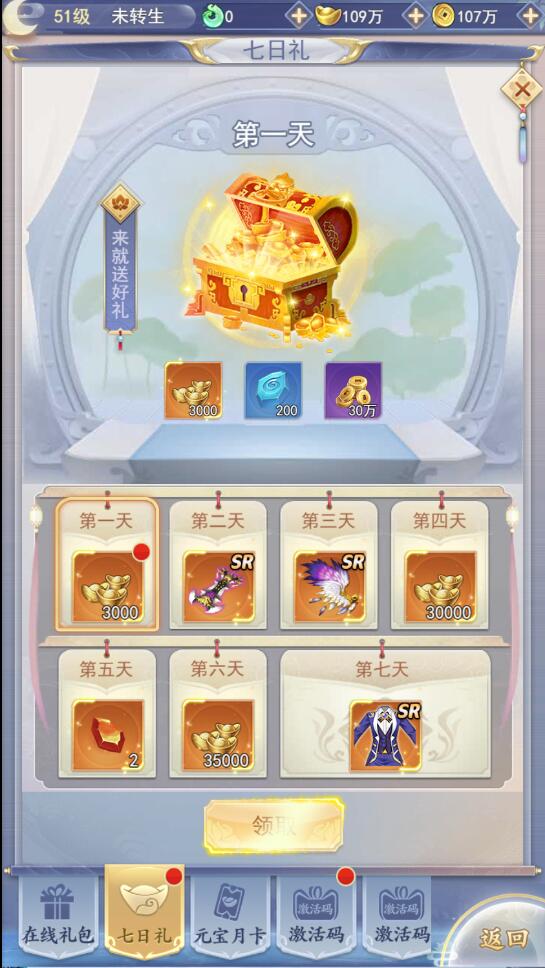 51级 未转生 0 109万 107万
七日礼
第一天
来就送好礼
3000 200 30万
第一天 第二天 第三天 第四天
3000 SR SR 30000
第五天 第六天 第七天
2 35000 SR
领取
激活码 激活码
在线礼包 七日礼 元宝月卡 激活码 激活码 返回